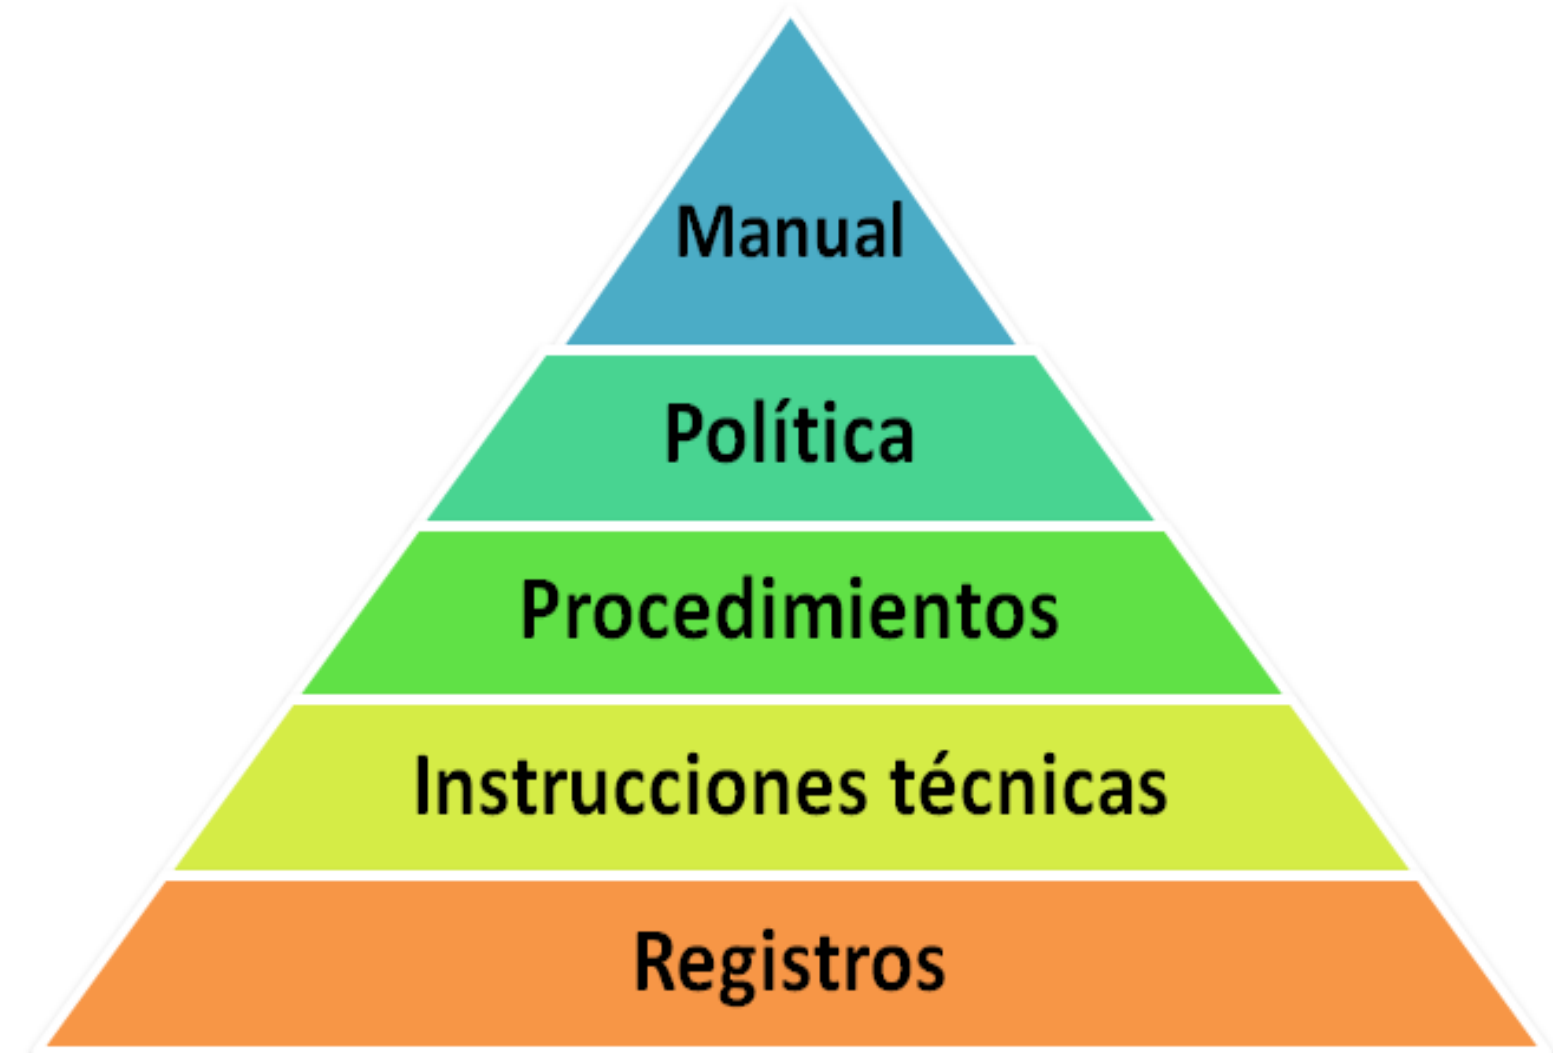 Manual
Política
Procedimientos
Instrucciones técnicas
Registros